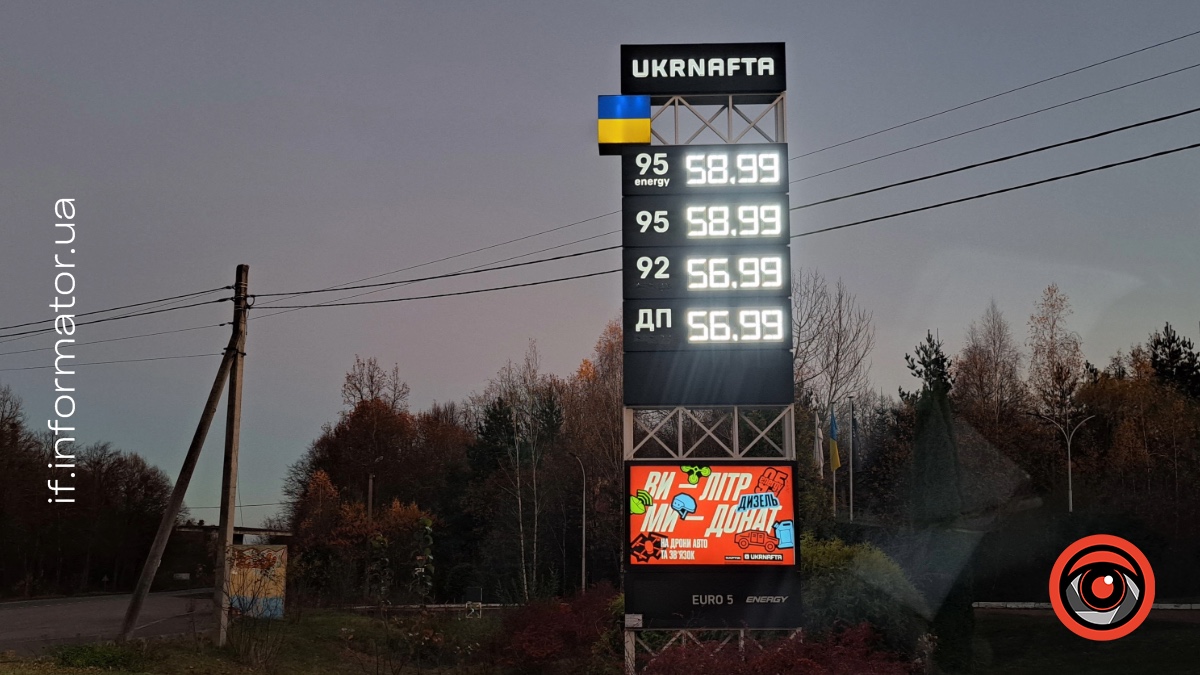 UKRNAFTA
95 58.99
energy
95 58.99
92 56.99
ДП 56.99
ВИ — ЛІТР
ДИЗЕЛЬ
МИ — ДОНАТ
НА ДРОНИ АВТО
ТА ЗВ'ЯЗОК
UKRNAFTA
EURO 5 ENERGY
if.informator.ua